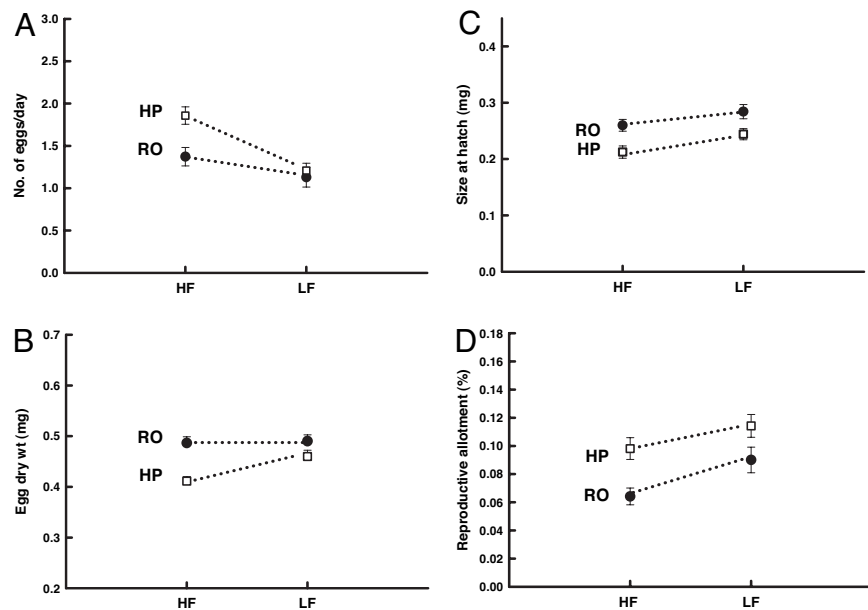 A
No. of eggs/day
3.0
2.5
2.0
1.5
1.0
0.5
0.0
HP
RO
HF LF
C
Size at hatch (mg)
0.4
0.3
0.2
0.1
0.0
RO
HP
HF LF
B
Egg dry wt (mg)
0.7
0.6
0.5
0.4
0.3
0.2
RO
HP
HF LF
D
Reproductive allotment (%)
0.18
0.16
0.14
0.12
0.10
0.08
0.06
0.04
0.02
0.00
HP
RO
HF LF